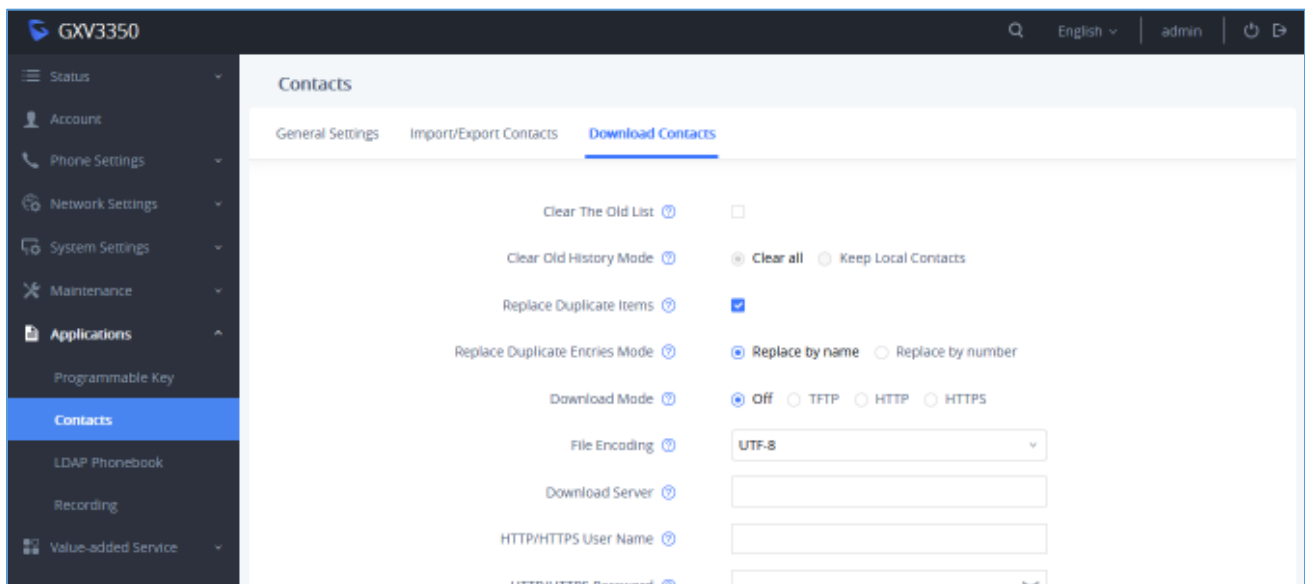 GXV3350
English
admin
Status
Account
Phone Settings
Network Settings
System Settings
Maintenance
Applications
Programmable Key
Contacts
LDAP Phonebook
Recording
Value-added Service
Contacts
General Settings Import/Export Contacts Download Contacts
Clear The Old List
Clear Old History Mode Clear all Keep Local Contacts
Replace Duplicate Items
Replace Duplicate Entries Mode Replace by name Replace by number
Download Mode Off TFTP HTTP HTTPS
File Encoding UTF-8
Download Server
HTTP/HTTPS User Name
HTTP/HTTPS Password